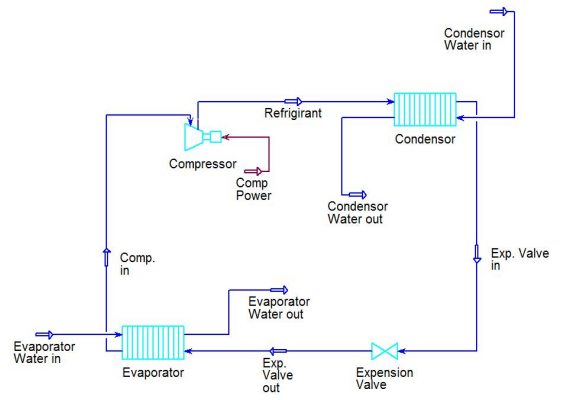 Condensor
Water in
Refrigirant
Condensor
Compressor
Comp
Power
Condensor
Water out
Comp.
in
Exp. Valve
in
Evaporator
Water out
Evaporator
Water in
Evaporator
Exp.
Valve
out
Expension
Valve